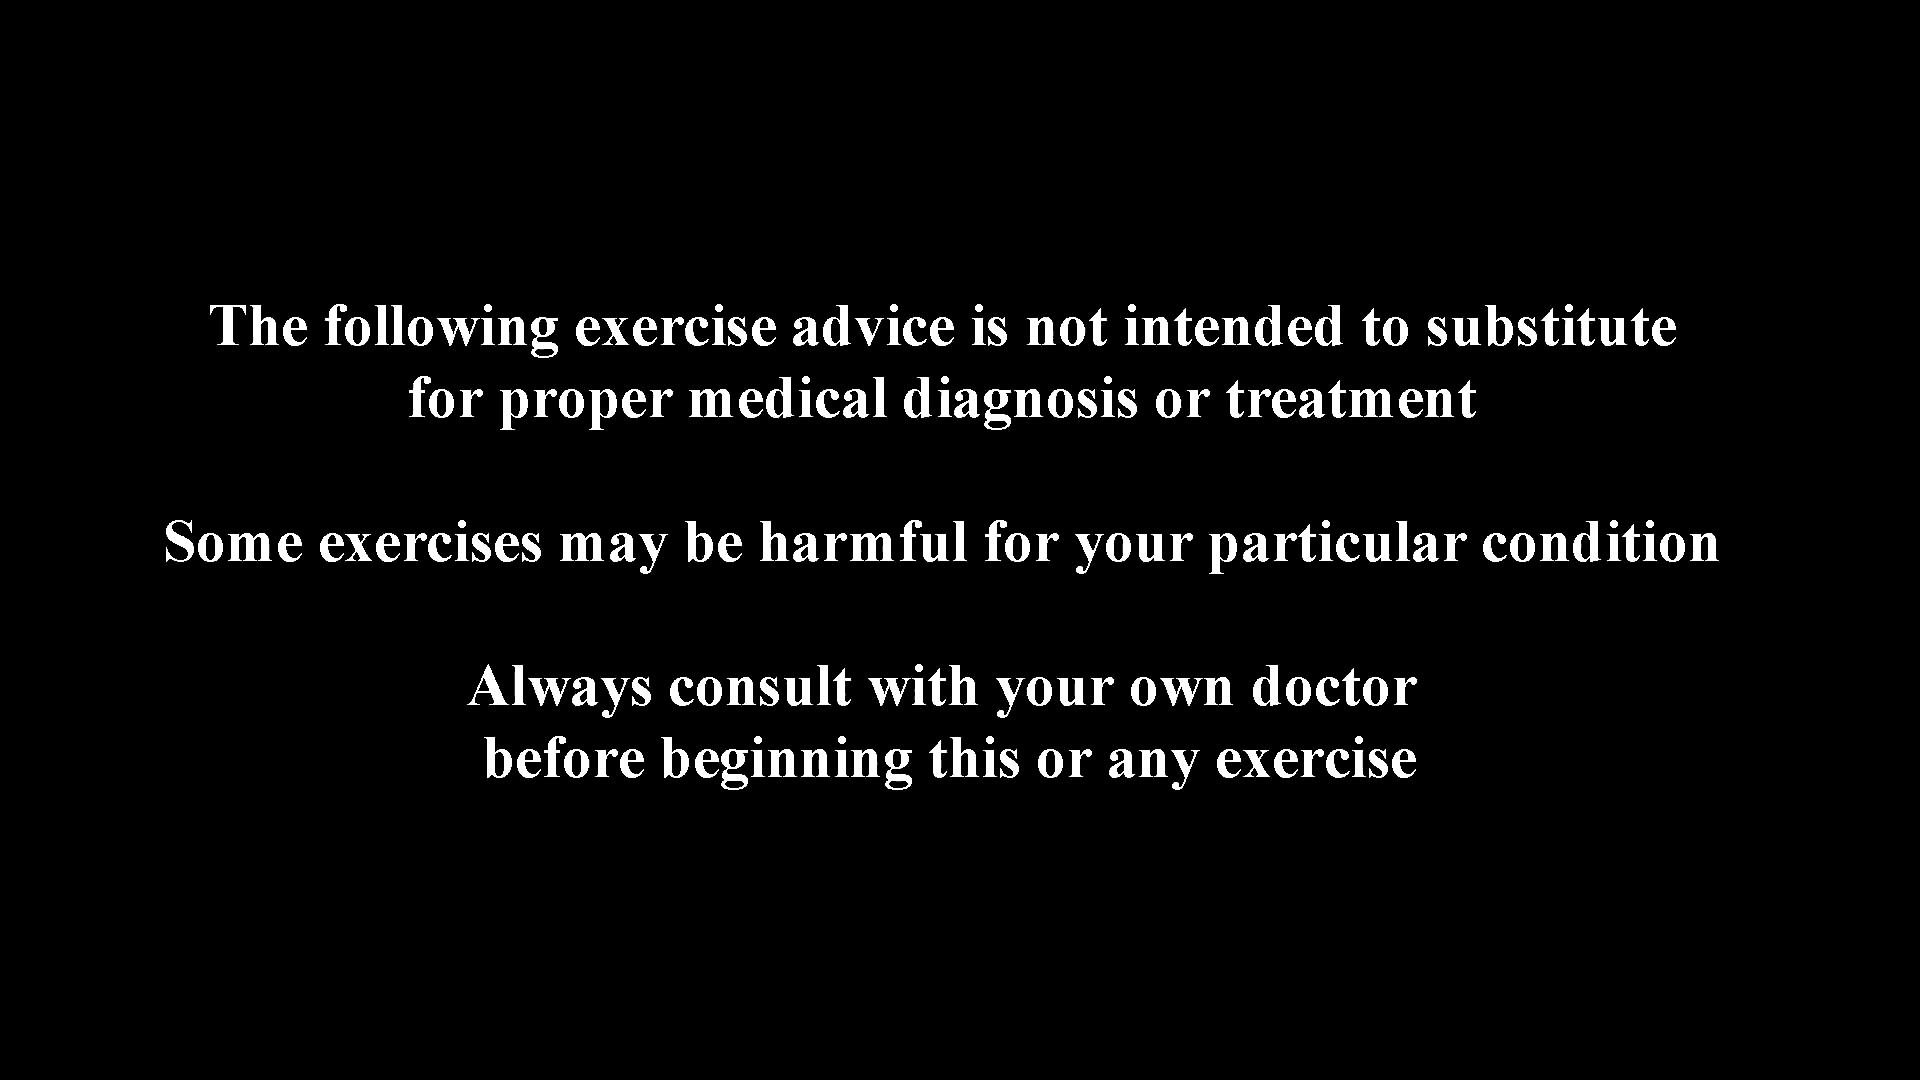 The following exercise advice is not intended to substitute
for proper medical diagnosis or treatment
Some exercises may be harmful for your particular condition
Always consult with your own doctor
before beginning this or any exercise